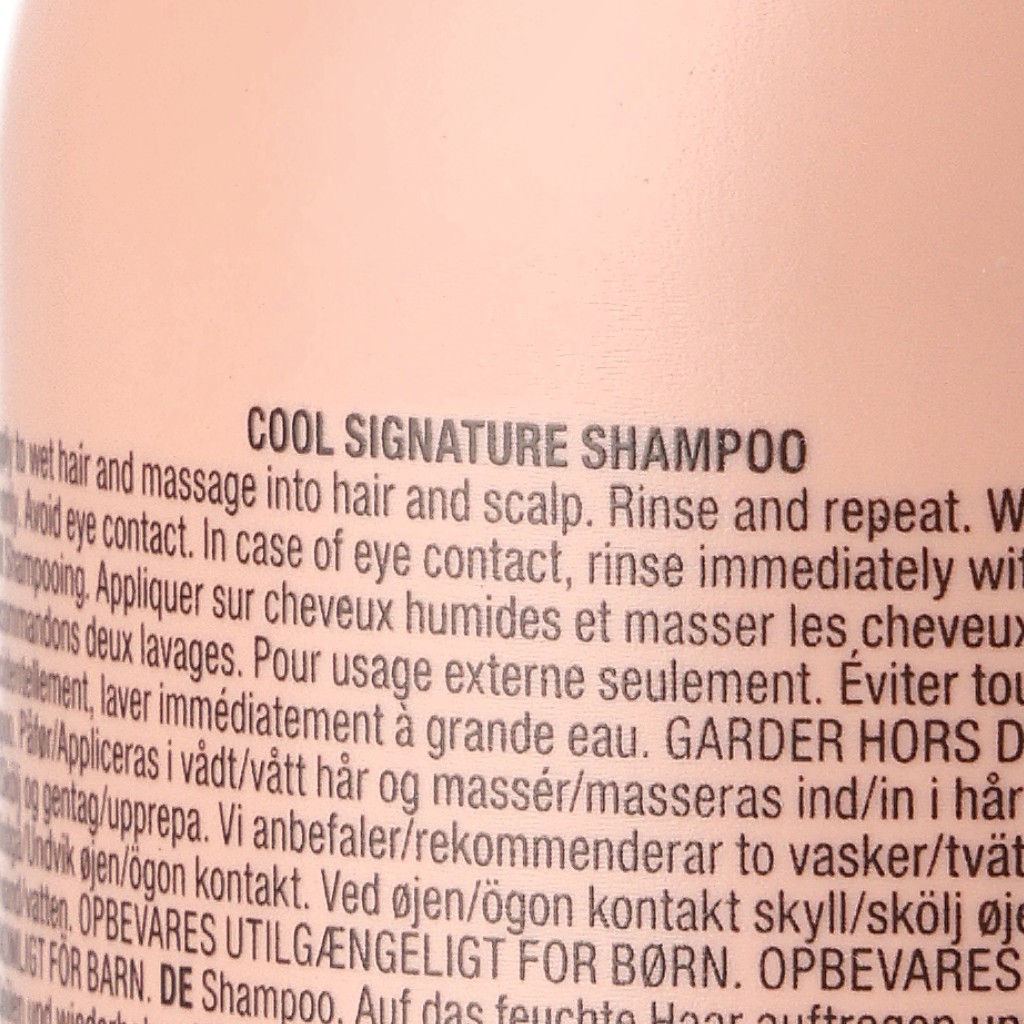 COOL SIGNATURE SHAMPOO
to wet hair and massage into hair and scalp. Rinse and repeat. W
Avoid eye contact. In case of eye contact, rinse immediately wit
Shampooing. Appliquer sur cheveux humides et masser les cheveux
deux lavages. Pour usage externe seulement. Éviter tou
laver immédiatement à grande eau. GARDER HORS D
Påfør/Appliceras i vådt/vått hår og massér/masseras ind/in i hår
og gentag/upprepa. Vi anbefaler/rekommenderar to vasker/tvät
Undvik øjen/ögon kontakt. Ved øjen/ögon kontakt skyll/skölj øje
vatten. OPBEVARES UTILGÆNGELIGT FOR BØRN. OPBEVARES
FÖR BARN. DE Shampoo. Auf das feuchte Haar auftragen un
und